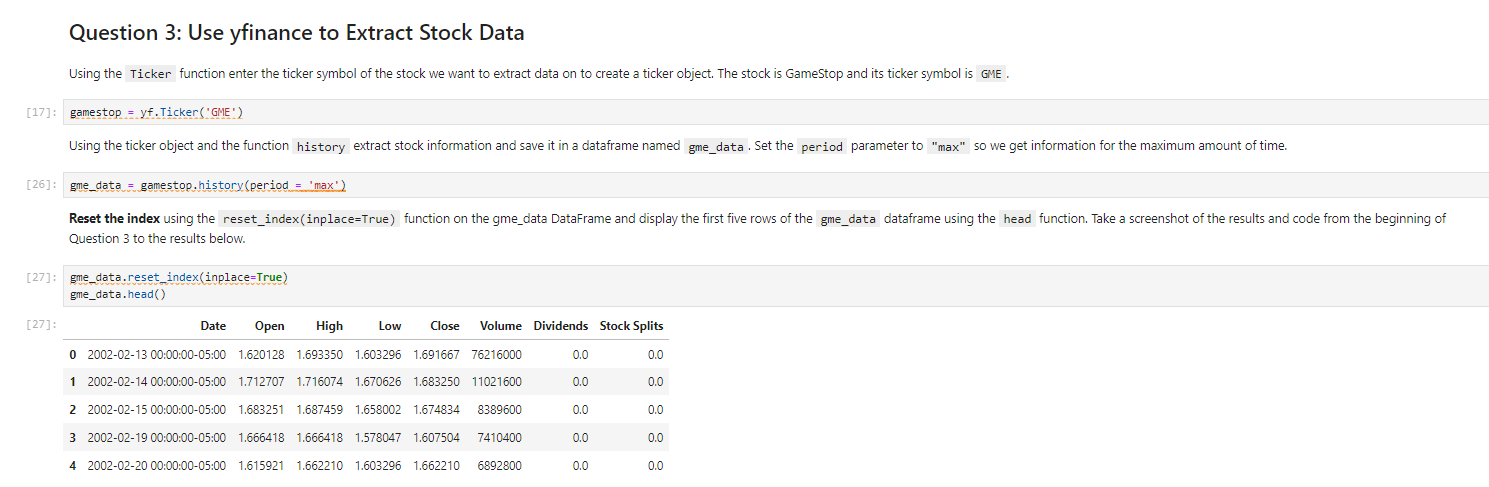 Question 3: Use yfinance to Extract Stock Data
Using the Ticker function enter the ticker symbol of the stock we want to extract data on to create a ticker object. The stock is GameStop and its ticker symbol is GME .
[17]: gamestop = yf.Ticker('GME')
Using the ticker object and the function history extract stock information and save it in a dataframe named gme_data . Set the period parameter to "max" so we get information for the maximum amount of time.
[26]: gme_data = gamestop.history(period = 'max')
Reset the index using the reset_index(inplace=True) function on the gme_data DataFrame and display the first five rows of the gme_data dataframe using the head function. Take a screenshot of the results and code from the beginning of
Question 3 to the results below.
[27]: gme_data.reset_index(inplace=True)
gme_data.head()
[27]: Date Open High Low Close Volume Dividends Stock Splits
0 2002-02-13 00:00:00-05:00 1.620128 1.693350 1.603296 1.691667 76216000 0.0 0.0
1 2002-02-14 00:00:00-05:00 1.712707 1.716074 1.670626 1.683250 11021600 0.0 0.0
2 2002-02-15 00:00:00-05:00 1.683251 1.687459 1.658002 1.674834 8389600 0.0 0.0
3 2002-02-19 00:00:00-05:00 1.666418 1.666418 1.578047 1.607504 7410400 0.0 0.0
4 2002-02-20 00:00:00-05:00 1.615921 1.662210 1.603296 1.662210 6892800 0.0 0.0